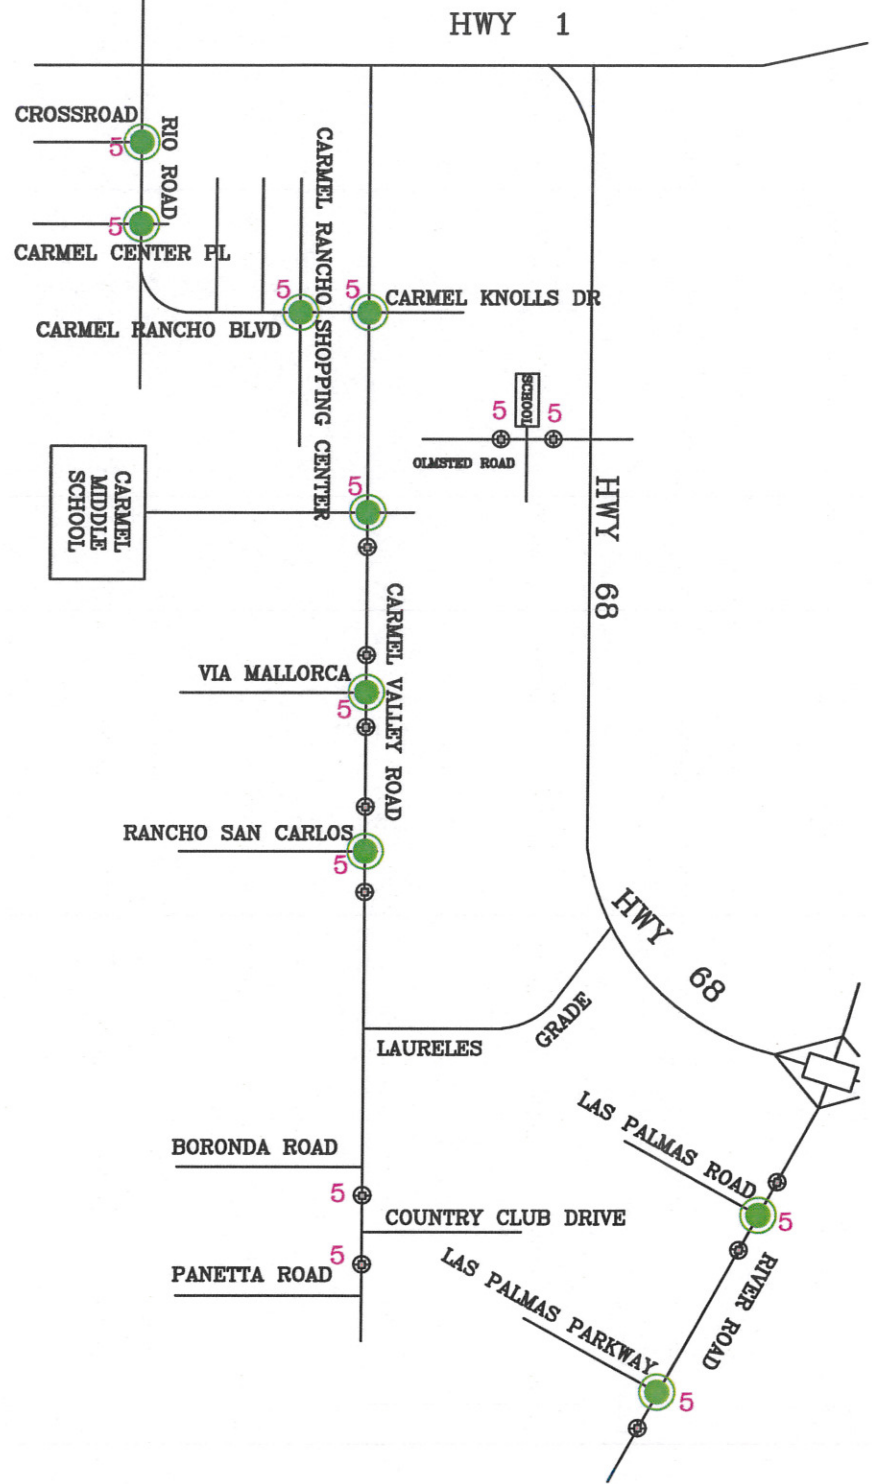 HWY 1
CROSSROAD
5
RIO ROAD
5
CARMEL CENTER PL
CARMEL RANCHO SHOPPING CENTER
5
5
CARMEL KNOLLS DR
CARMEL RANCHO BLVD
SCHOOL
5
5
OLMSTED ROAD
HWY 68
CARMEL
MIDDLE
SCHOOL
5
CARMEL VALLEY ROAD
VIA MALLORCA
5
RANCHO SAN CARLOS
5
HWY 68
LAURELES
GRADE
LAS PALMAS ROAD
5
BORONDA ROAD
5
COUNTRY CLUB DRIVE
5
PANETTA ROAD
RIVER ROAD
LAS PALMAS PARKWAY
5